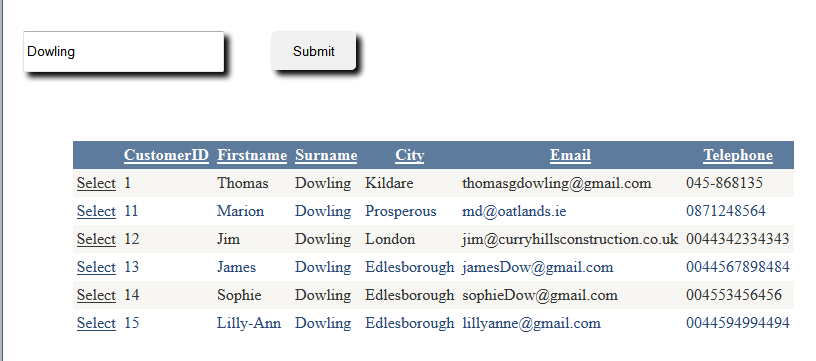 Dowling Submit
CustomerID Firstname Surname City Email Telephone
Select 1 Thomas Dowling Kildare thomasgdowling@gmail.com 045-868135
Select 11 Marion Dowling Prosperous md@oatlands.ie 0871248564
Select 12 Jim Dowling London jim@curryhillsconstruction.co.uk 0044342334343
Select 13 James Dowling Edlesborough jamesDow@gmail.com 0044567898484
Select 14 Sophie Dowling Edlesborough sophieDow@gmail.com 004553456456
Select 15 Lilly-Ann Dowling Edlesborough lillyanne@gmail.com 0044594994494